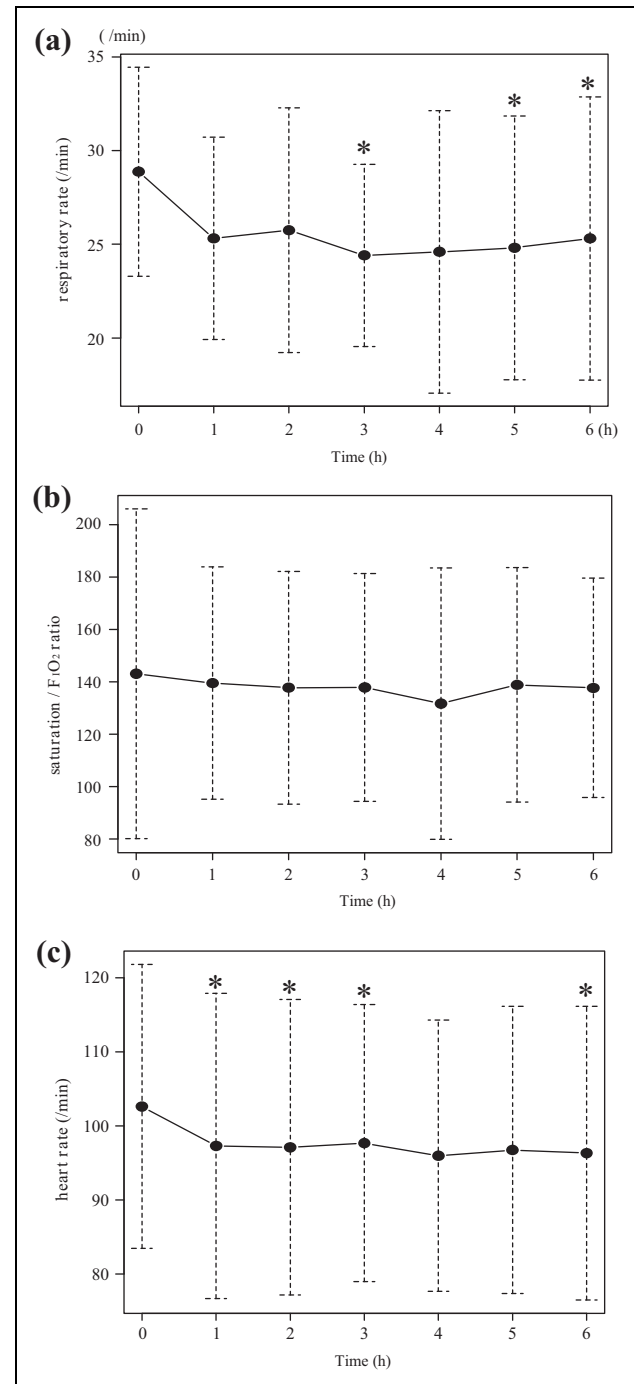 (a)
( /min)
35
30
25
20
respiratory rate (/min)
*
*
*
0 1 2 3 4 5 6 (h)
Time (h)
(b)
200
180
160
140
120
100
80
saturation / FIO2 ratio
0 1 2 3 4 5 6
Time (h)
(c)
120
110
100
90
80
heart rate (/min)
* * * *
0 1 2 3 4 5 6
Time (h)